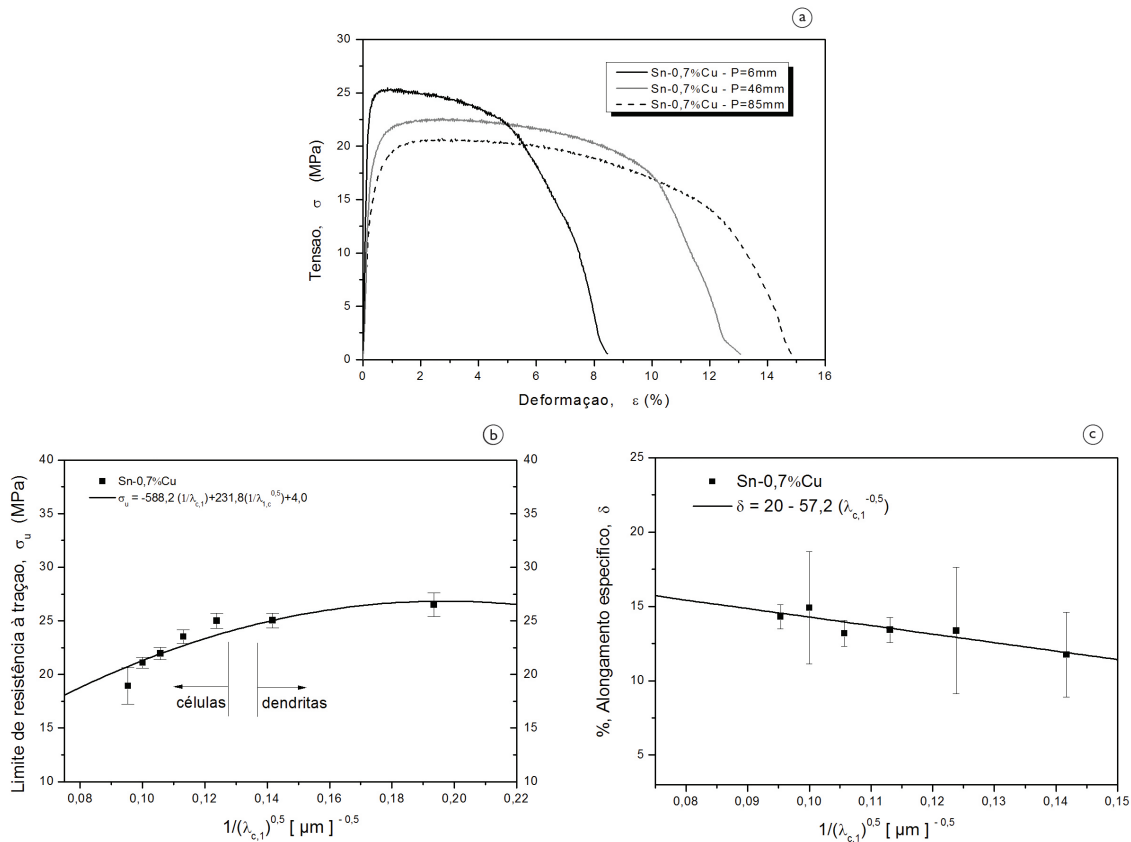 a
30
25
20
15
10
5
0
Tensao, σ (MPa)
Sn-0,7%Cu - P=6mm
Sn-0,7%Cu - P=46mm
Sn-0,7%Cu - P=85mm
0 2 4 6 8 10 12 14 16
Deformaçao, ε (%)
b
40
35
30
25
20
15
10
Limite de resistência à tração, σu (MPa)
Sn-0,7%Cu
σu = -588,2 (1/λc,1)+231,8(1/λ1,c^0,5)+4,0
células
dendritas
40
35
30
25
20
15
10
0,08 0,10 0,12 0,14 0,16 0,18 0,20 0,22
1/(λc,1)^0,5 [ µm ]^-0,5
c
25
20
15
10
5
%, Alongamento especifico, δ
Sn-0,7%Cu
δ = 20 - 57,2 (λc,1^-0,5)
0,08 0,09 0,10 0,11 0,12 0,13 0,14 0,15
1/(λc,1)^0,5 [ µm ]^-0,5